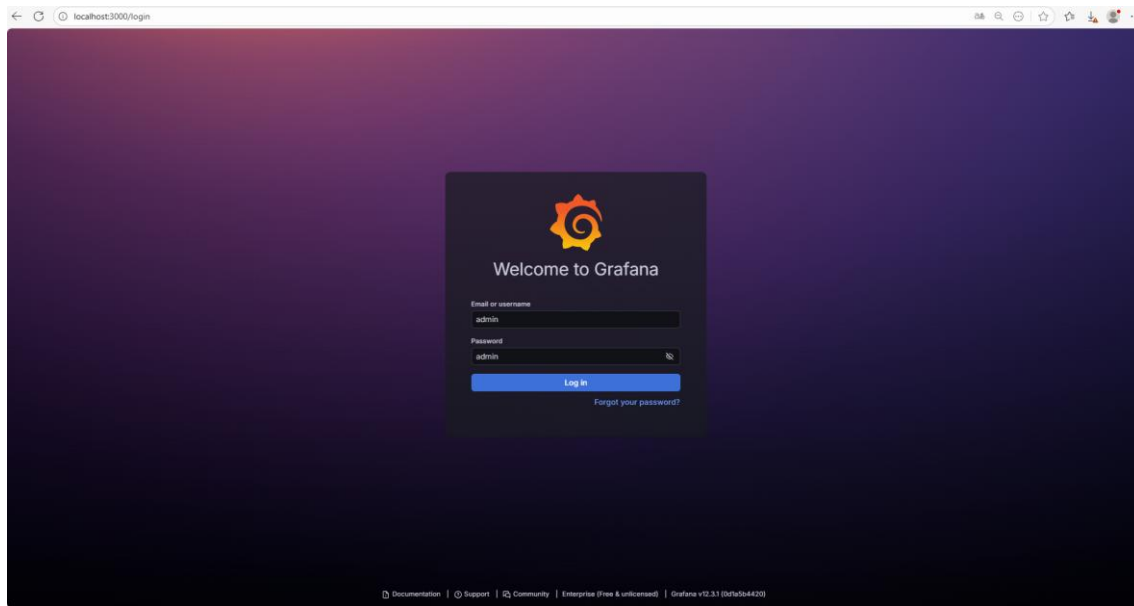 localhost:3000/login
Welcome to Grafana
Email or username
admin
Password
admin
Log in
Forgot your password?
Documentation | Support | Community | Enterprise (Free & unlicensed) | Grafana v12.3.1 (0d1a5b4420)